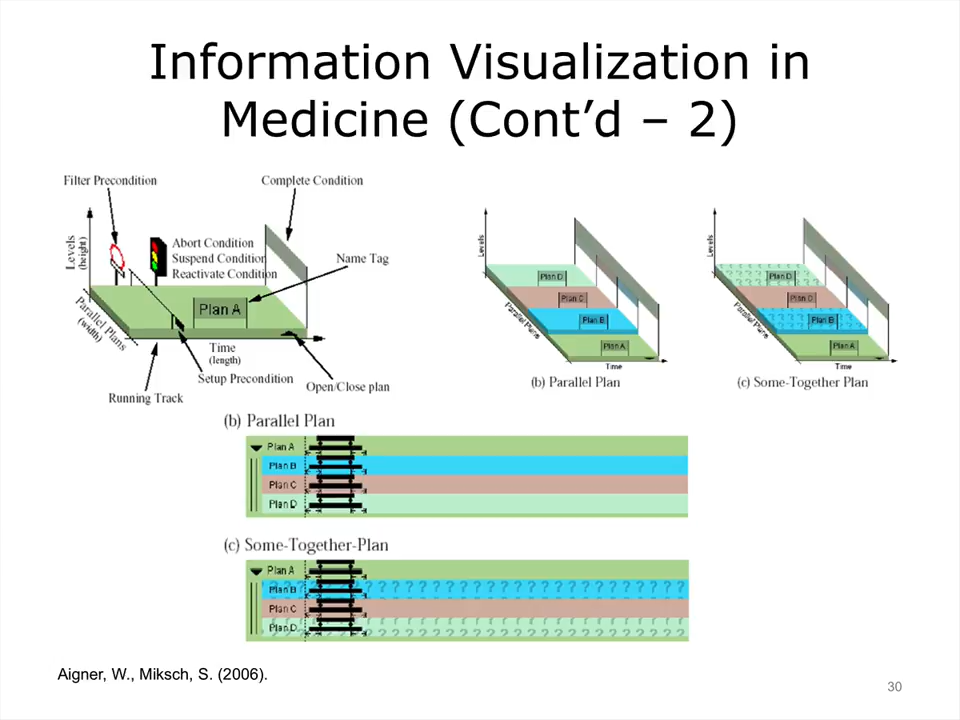 Information Visualization in
Medicine (Cont’d – 2)
Filter Precondition
Complete Condition
Levels
(height)
Abort Condition
Suspend Condition
Reactivate Condition
Name Tag
Plan A
Parallel Plans
(width)
Time
(length)
Setup Precondition
Open/Close plan
Running Track
Levels
Plan D
Plan C
Plan B
Plan A
Parallel Plans
Time
(b) Parallel Plan
Levels
Plan D
Plan D
Plan B
Plan A
Parallel Plans
Time
(c) Some-Together Plan
(b) Parallel Plan
Plan A
Plan B
Plan C
Plan D
(c) Some-Together-Plan
Plan A
Plan B
? ? ? ? ? ? ? ? ? ? ? ? ? ? ? ? ? ? ? ? ? ? ? ?
Plan C
Plan D
Aigner, W., Miksch, S. (2006).
30